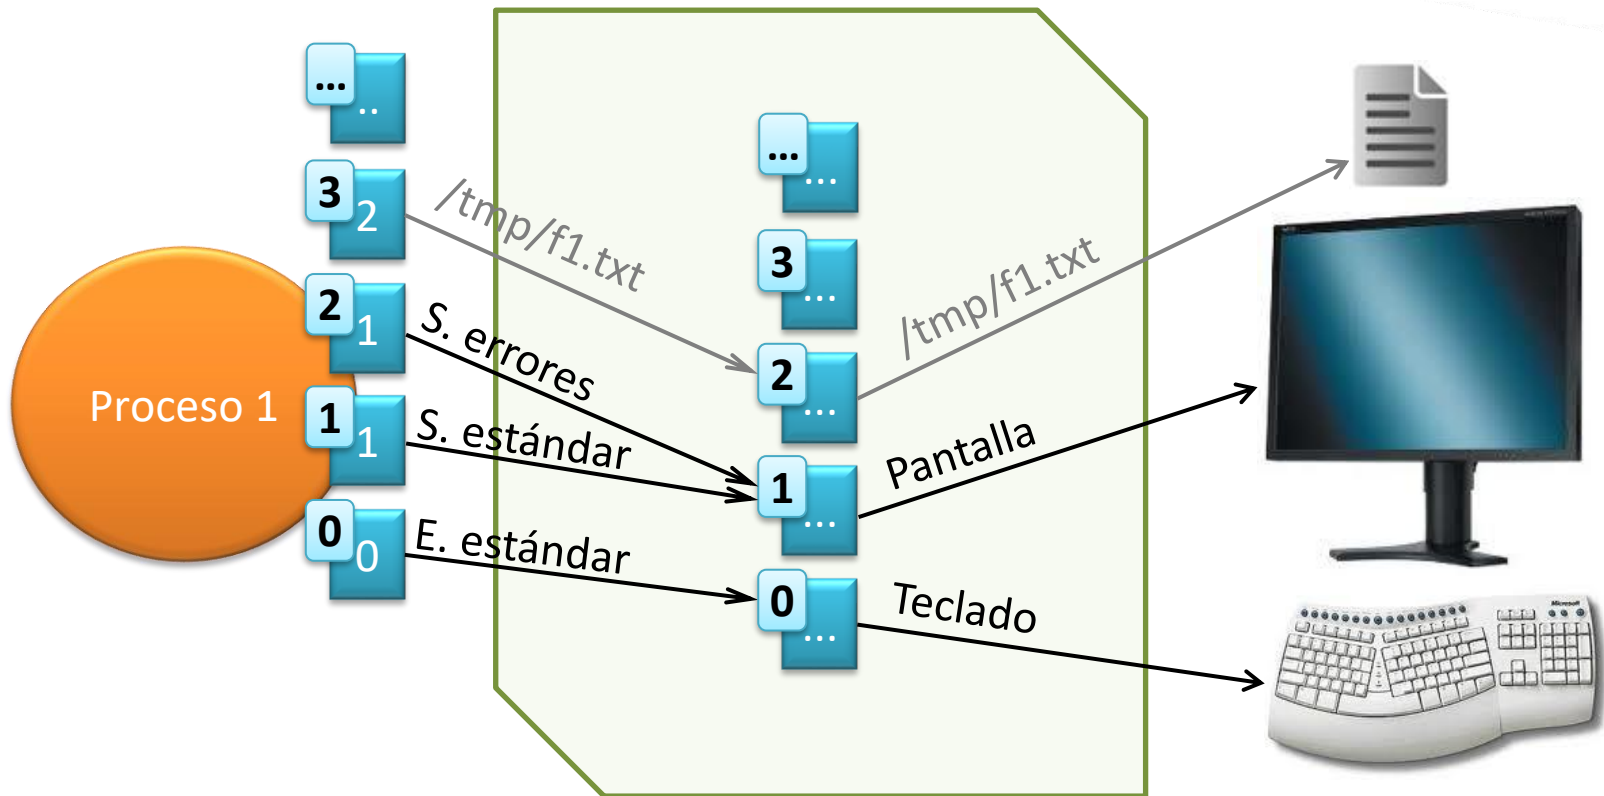 ...
..
3
2
/tmp/f1.txt
2
1
S. errores
Proceso 1
1
1
S. estándar
0
0
E. estándar
...
...
3
...
2
...
/tmp/f1.txt
1
...
Pantalla
0
...
Teclado
Microsoft